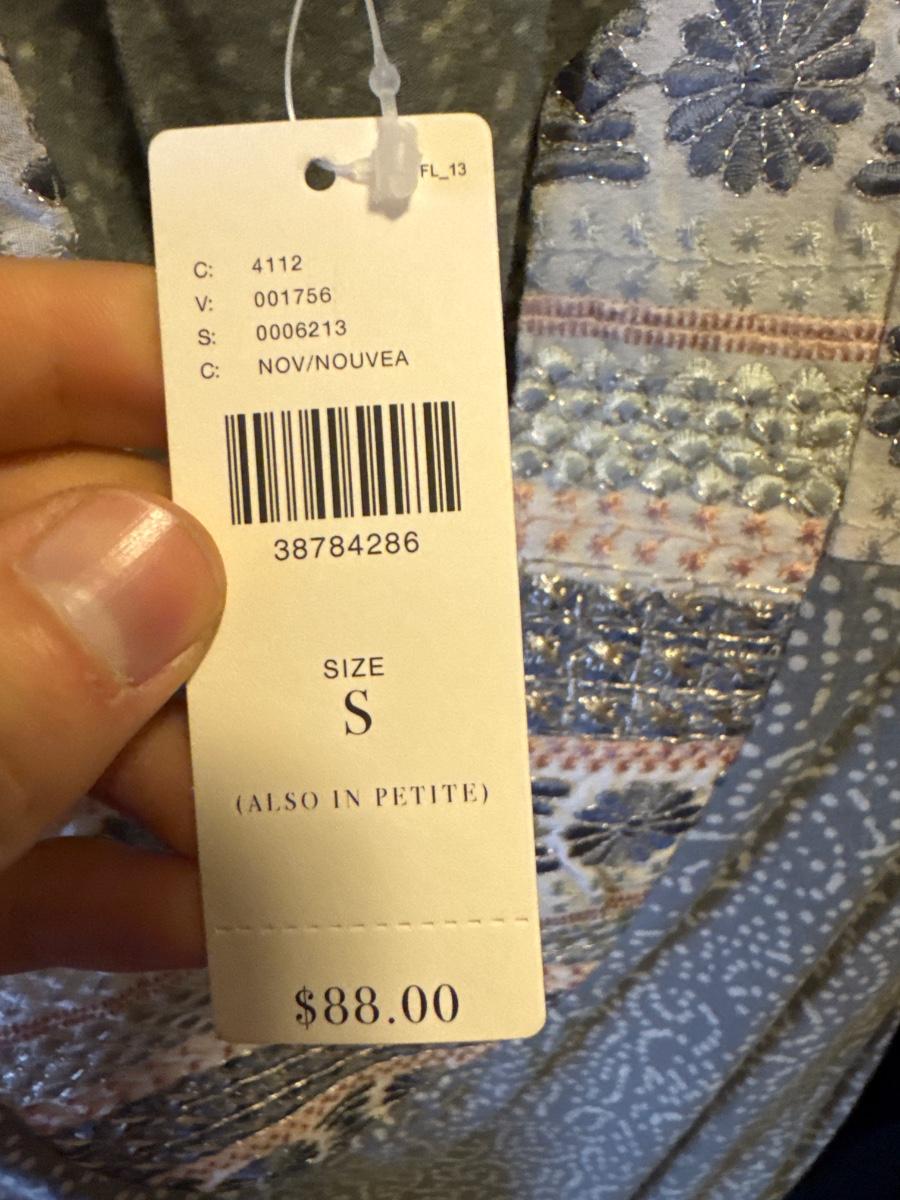 FL_13
C: 4112
V: 001756
S: 0006213
C: NOV/NOUVEA
38784286
SIZE
S
(ALSO IN PETITE)
$88.00